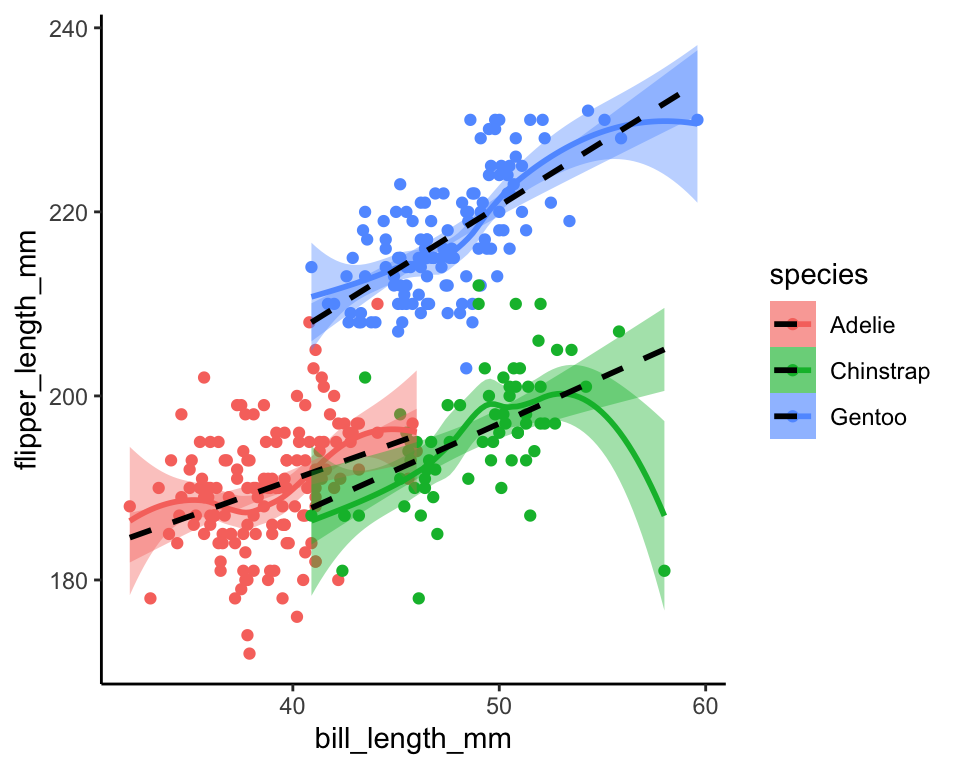 240
220
200
180
flipper_length_mm
40 50 60
bill_length_mm
species
Adelie
Chinstrap
Gentoo